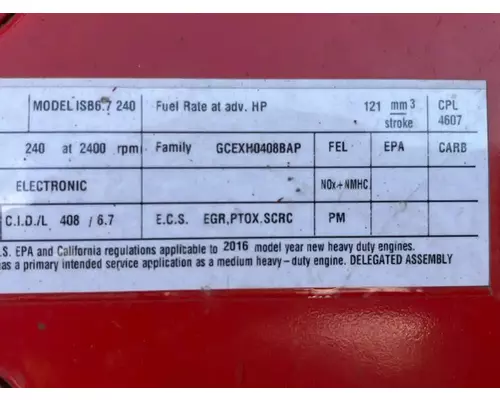 MODEL ISB6.7 240 Fuel Rate at adv. HP 121 mm3 stroke CPL 4607
240 at 2400 rpm Family GCEXH0408BAP FEL EPA CARB
ELECTRONIC NOx+NMHC
C.I.D./L 408 / 6.7 E.C.S. EGR,PTOX,SCRC PM
.S. EPA and California regulations applicable to 2016 model year new heavy duty engines.
as a primary intended service application as a medium heavy-duty engine. DELEGATED ASSEMBLY